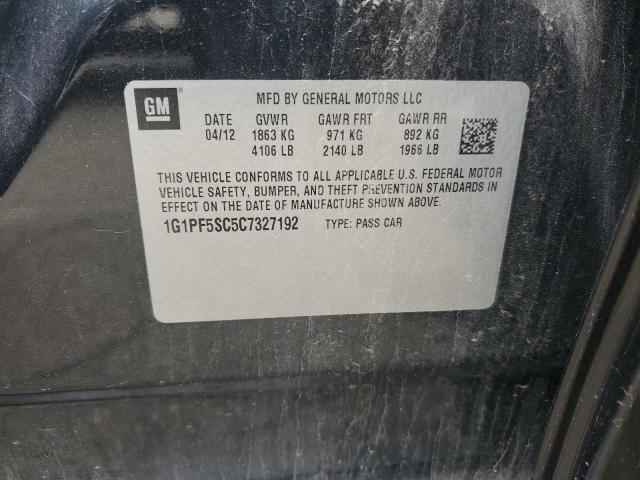 GM
MFD BY GENERAL MOTORS LLC
DATE GVWR GAWR FRT GAWR RR
04/12 1863 KG 971 KG 892 KG
4106 LB 2140 LB 1966 LB
THIS VEHICLE CONFORMS TO ALL APPLICABLE U.S. FEDERAL MOTOR
VEHICLE SAFETY, BUMPER, AND THEFT PREVENTION STANDARDS IN
EFFECT ON THE DATE OF MANUFACTURE SHOWN ABOVE.
1G1PF5SC5C7327192 TYPE: PASS CAR